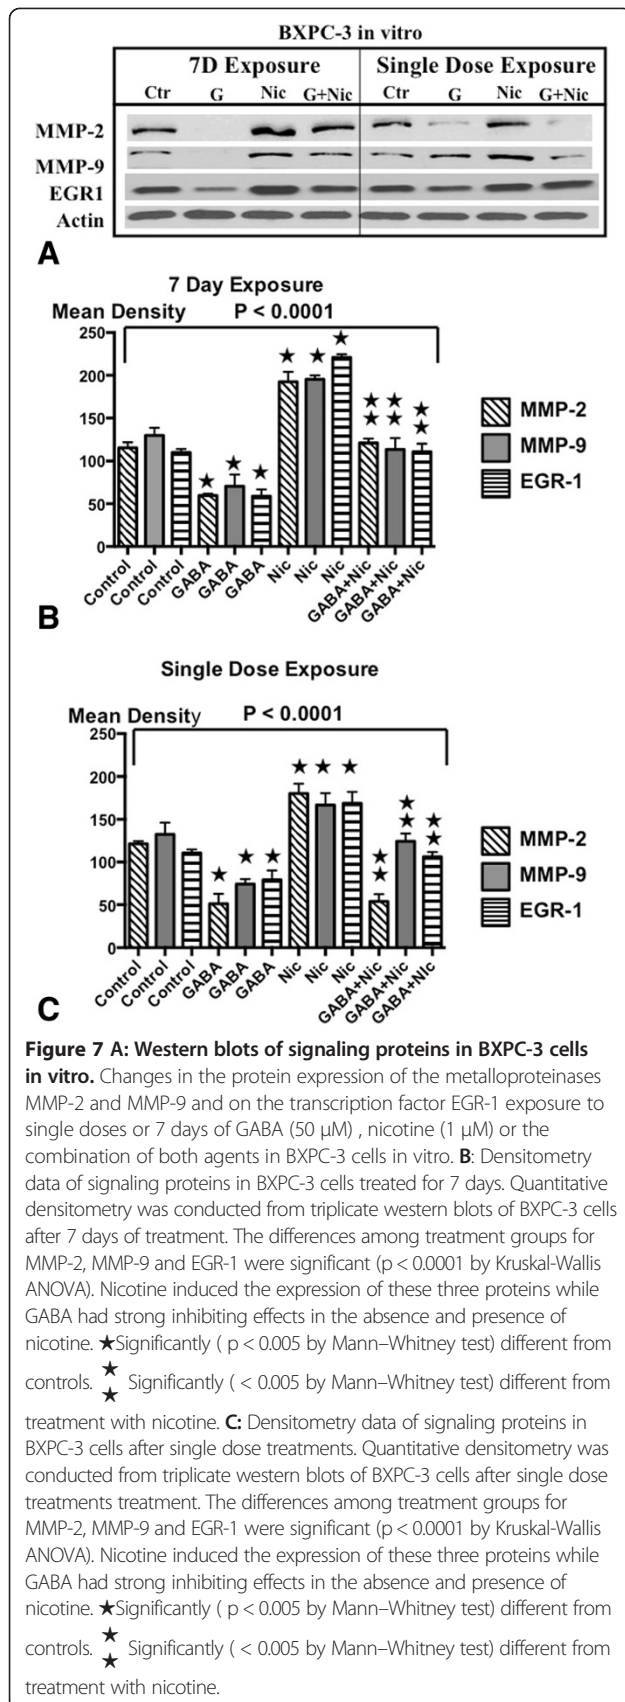 BXPC-3 in vitro
7D Exposure Single Dose Exposure
Ctr G Nic G+Nic Ctr G Nic G+Nic
MMP-2
MMP-9
EGR1
Actin
A
7 Day Exposure
Mean Density P < 0.0001
250
200
150
100
50
0
★ ★ ★ ★ ★ ★ ★★ ★★ ★★
Control Control Control GABA GABA GABA Nic Nic Nic GABA+Nic GABA+Nic GABA+Nic
MMP-2
MMP-9
EGR-1
B
Single Dose Exposure
Mean Density P < 0.0001
250
200
150
100
50
0
★ ★ ★ ★ ★ ★ ★★ ★★ ★★
Control Control Control GABA GABA GABA Nic Nic Nic GABA+Nic GABA+Nic GABA+NIc
MMP-2
MMP-9
EGR-1
C
Figure 7 A: Western blots of signaling proteins in BXPC-3 cells
in vitro. Changes in the protein expression of the metalloproteinases
MMP-2 and MMP-9 and on the transcription factor EGR-1 exposure to
single doses or 7 days of GABA (50 μM) , nicotine (1 μM) or the
combination of both agents in BXPC-3 cells in vitro. B: Densitometry
data of signaling proteins in BXPC-3 cells treated for 7 days. Quantitative
densitometry was conducted from triplicate western blots of BXPC-3 cells
after 7 days of treatment. The differences among treatment groups for
MMP-2, MMP-9 and EGR-1 were significant (p < 0.0001 by Kruskal-Wallis
ANOVA). Nicotine induced the expression of these three proteins while
GABA had strong inhibiting effects in the absence and presence of
nicotine. ★Significantly ( p < 0.005 by Mann–Whitney test) different from
controls. ★★ Significantly ( < 0.005 by Mann–Whitney test) different from
treatment with nicotine. C: Densitometry data of signaling proteins in
BXPC-3 cells after single dose treatments. Quantitative densitometry was
conducted from triplicate western blots of BXPC-3 cells after single dose
treatments treatment. The differences among treatment groups for
MMP-2, MMP-9 and EGR-1 were significant (p < 0.0001 by Kruskal-Wallis
ANOVA). Nicotine induced the expression of these three proteins while
GABA had strong inhibiting effects in the absence and presence of
nicotine. ★Significantly ( p < 0.005 by Mann–Whitney test) different from
controls. ★★ Significantly ( < 0.005 by Mann–Whitney test) different from
treatment with nicotine.